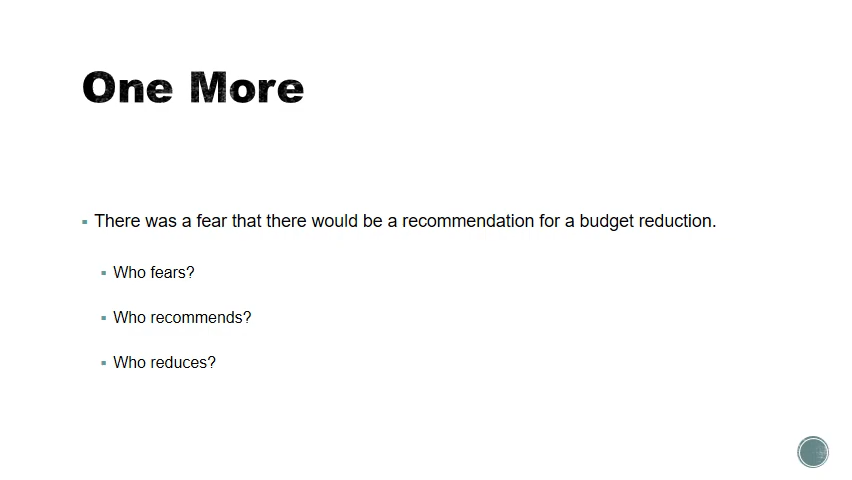 One More
There was a fear that there would be a recommendation for a budget reduction.
Who fears?
Who recommends?
Who reduces?